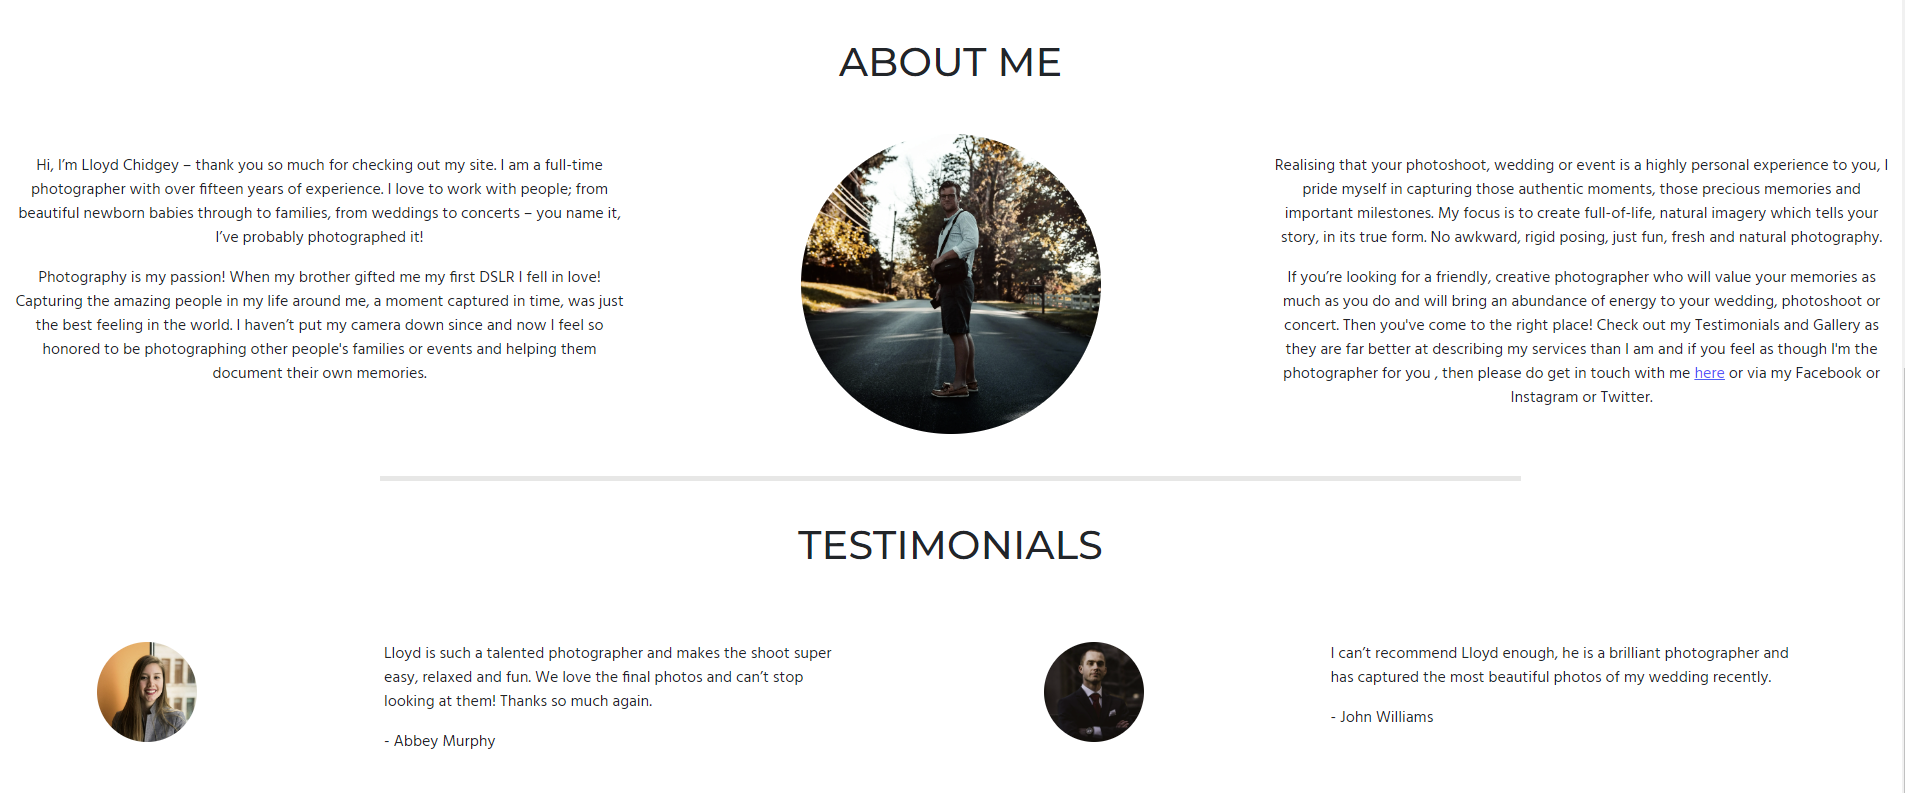 ABOUT ME
Hi, I’m Lloyd Chidgey – thank you so much for checking out my site. I am a full-time
photographer with over fifteen years of experience. I love to work with people; from
beautiful newborn babies through to families, from weddings to concerts – you name it,
I’ve probably photographed it!
Photography is my passion! When my brother gifted me my first DSLR I fell in love!
Capturing the amazing people in my life around me, a moment captured in time, was just
the best feeling in the world. I haven’t put my camera down since and now I feel so
honored to be photographing other people's families or events and helping them
document their own memories.
Realising that your photoshoot, wedding or event is a highly personal experience to you, I
pride myself in capturing those authentic moments, those precious memories and
important milestones. My focus is to create full-of-life, natural imagery which tells your
story, in its true form. No awkward, rigid posing, just fun, fresh and natural photography.
If you’re looking for a friendly, creative photographer who will value your memories as
much as you do and will bring an abundance of energy to your wedding, photoshoot or
concert. Then you've come to the right place! Check out my Testimonials and Gallery as
they are far better at describing my services than I am and if you feel as though I'm the
photographer for you , then please do get in touch with me here or via my Facebook or
Instagram or Twitter.
TESTIMONIALS
Lloyd is such a talented photographer and makes the shoot super
easy, relaxed and fun. We love the final photos and can’t stop
looking at them! Thanks so much again.
- Abbey Murphy
I can’t recommend Lloyd enough, he is a brilliant photographer and
has captured the most beautiful photos of my wedding recently.
- John Williams